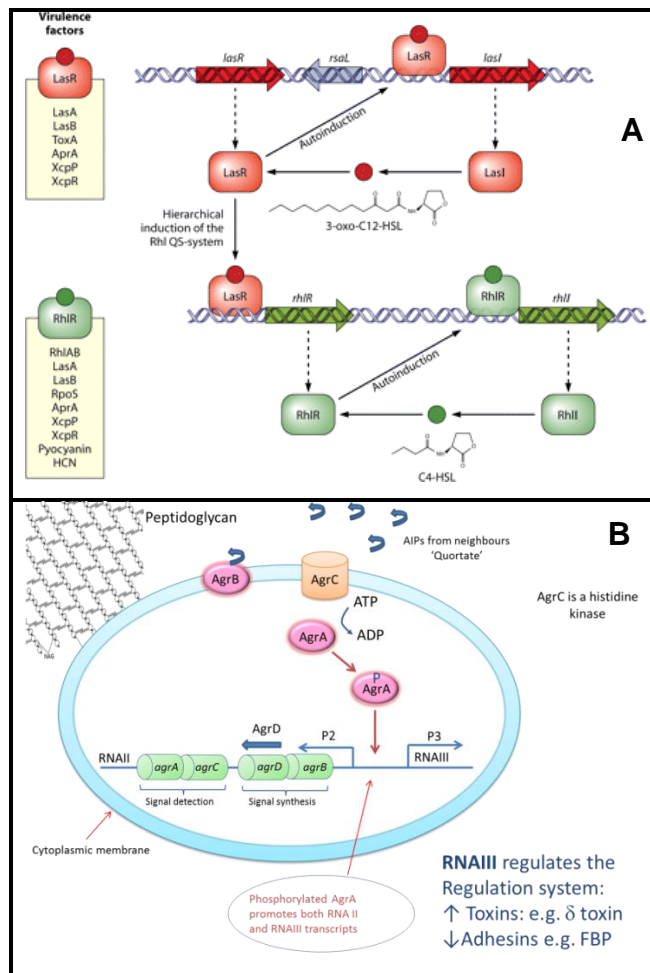 Virulence
factors
LasR
LasA
LasB
ToxA
AprA
XcpP
XcpR
lasR
rsaL
LasR
lasI
A
Autoinduction
LasR
LasI
3-oxo-C12-HSL
O
O
O
NH
O
Hierarchical
induction of the
Rhl QS-system
LasR
rhlR
RhlR
rhlI
RhlR
RhlAB
LasA
LasB
RpoS
AprA
XcpP
XcpR
Pyocyanin
HCN
Autoinduction
RhlR
RhlI
O
O
NH
O
C4-HSL
Peptidoglycan
B
AIPs from neighbours
'Quortate'
AgrB
AgrC
AgrC is a histidine
kinase
ATP
ADP
AgrA
P
AgrA
NAG
AgrD
P2
P3
RNAII
agrA
agrC
agrD
agrB
RNAIII
Signal detection
Signal synthesis
Cytoplasmic membrane
Phosphorylated AgrA
promotes both RNA II
and RNAIII transcripts
RNAIII regulates the
Regulation system:
↑ Toxins: e.g. δ toxin
↓Adhesins e.g. FBP